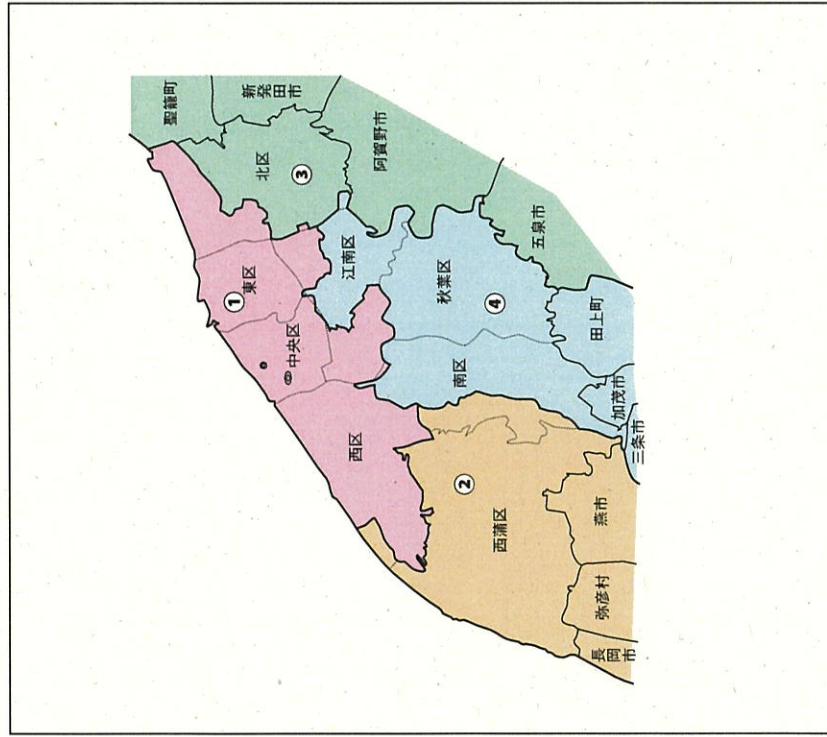 聖籠町
新発田市
北区
③
阿賀野市
東区
①
江南区
中央区
秋葉区
④
五泉市
南区
田上町
西区
加茂市
三条市
②
西蒲区
燕市
弥彦村
長岡市